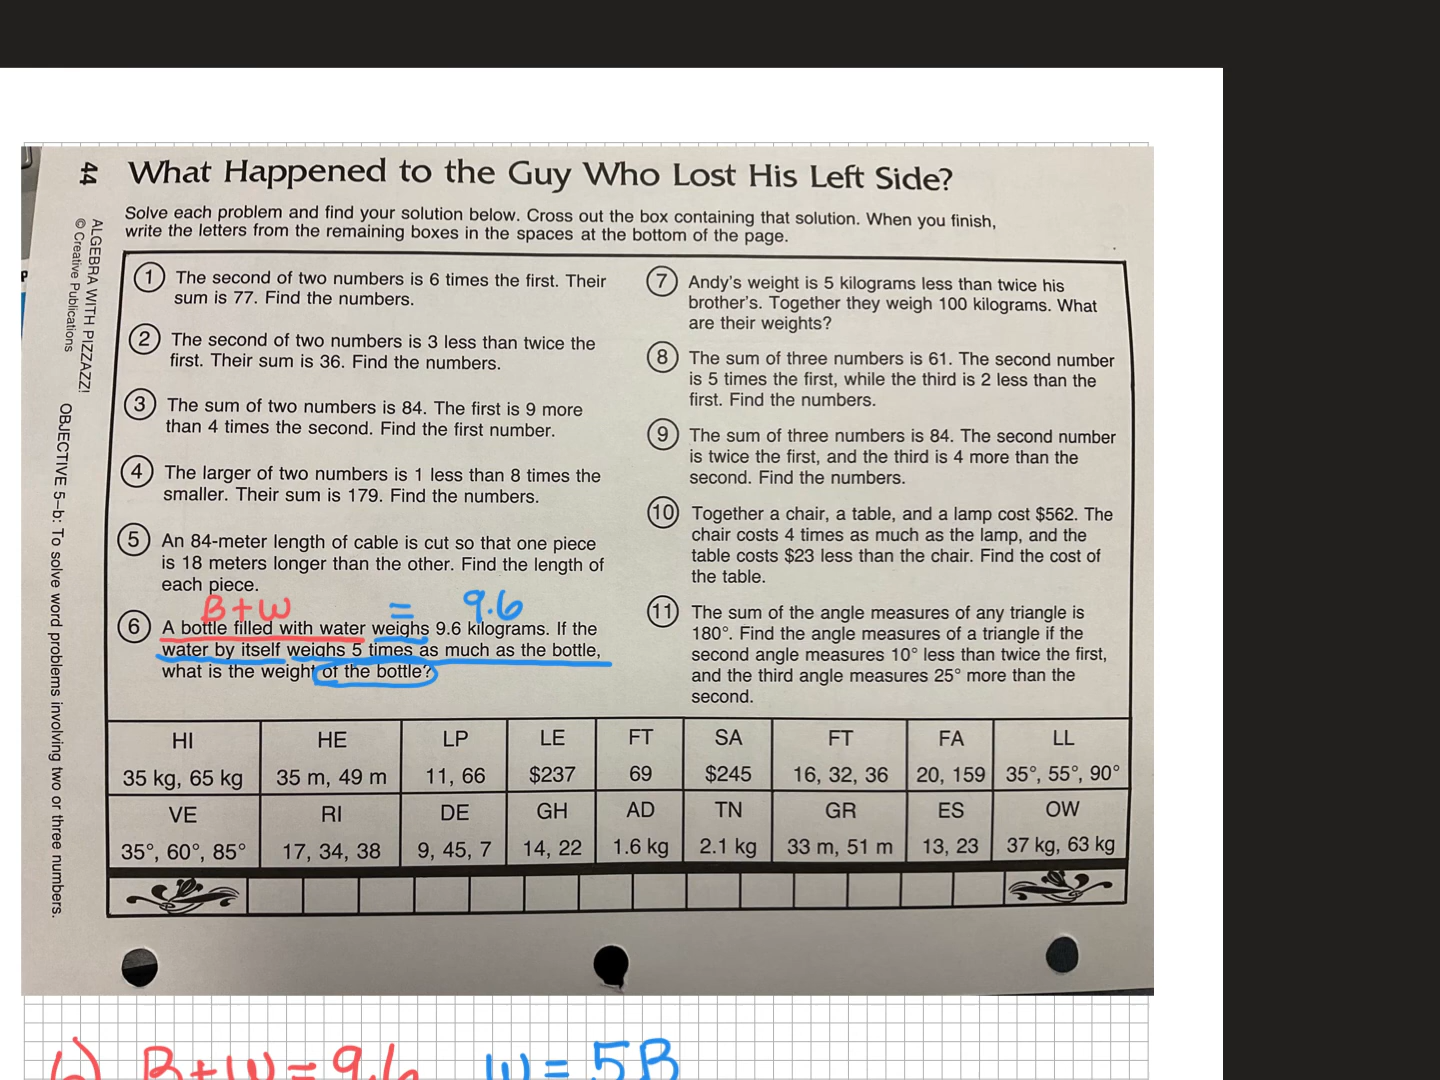 What Happened to the Guy Who Lost His Left Side?
Solve each problem and find your solution below. Cross out the box containing that solution. When you finish,
write the letters from the remaining boxes in the spaces at the bottom of the page.
44
ALGEBRA WITH PIZZAZZ!
© Creative Publications
OBJECTIVE 5–b: To solve word problems involving two or three numbers.
1 The second of two numbers is 6 times the first. Their
sum is 77. Find the numbers.
2 The second of two numbers is 3 less than twice the
first. Their sum is 36. Find the numbers.
3 The sum of two numbers is 84. The first is 9 more
than 4 times the second. Find the first number.
4 The larger of two numbers is 1 less than 8 times the
smaller. Their sum is 179. Find the numbers.
5 An 84-meter length of cable is cut so that one piece
is 18 meters longer than the other. Find the length of
each piece.
B+W = 9.6
6 A bottle filled with water weighs 9.6 kilograms. If the
water by itself weighs 5 times as much as the bottle,
what is the weight of the bottle?
7 Andy's weight is 5 kilograms less than twice his
brother's. Together they weigh 100 kilograms. What
are their weights?
8 The sum of three numbers is 61. The second number
is 5 times the first, while the third is 2 less than the
first. Find the numbers.
9 The sum of three numbers is 84. The second number
is twice the first, and the third is 4 more than the
second. Find the numbers.
10 Together a chair, a table, and a lamp cost $562. The
chair costs 4 times as much as the lamp, and the
table costs $23 less than the chair. Find the cost of
the table.
11 The sum of the angle measures of any triangle is
180°. Find the angle measures of a triangle if the
second angle measures 10° less than twice the first,
and the third angle measures 25° more than the
second.
HI HE LP LE FT SA FT FA LL
35 kg, 65 kg 35 m, 49 m 11, 66 $237 69 $245 16, 32, 36 20, 159 35°, 55°, 90°
VE RI DE GH AD TN GR ES OW
35°, 60°, 85° 17, 34, 38 9, 45, 7 14, 22 1.6 kg 2.1 kg 33 m, 51 m 13, 23 37 kg, 63 kg
6) B+W=9.6 W=5B